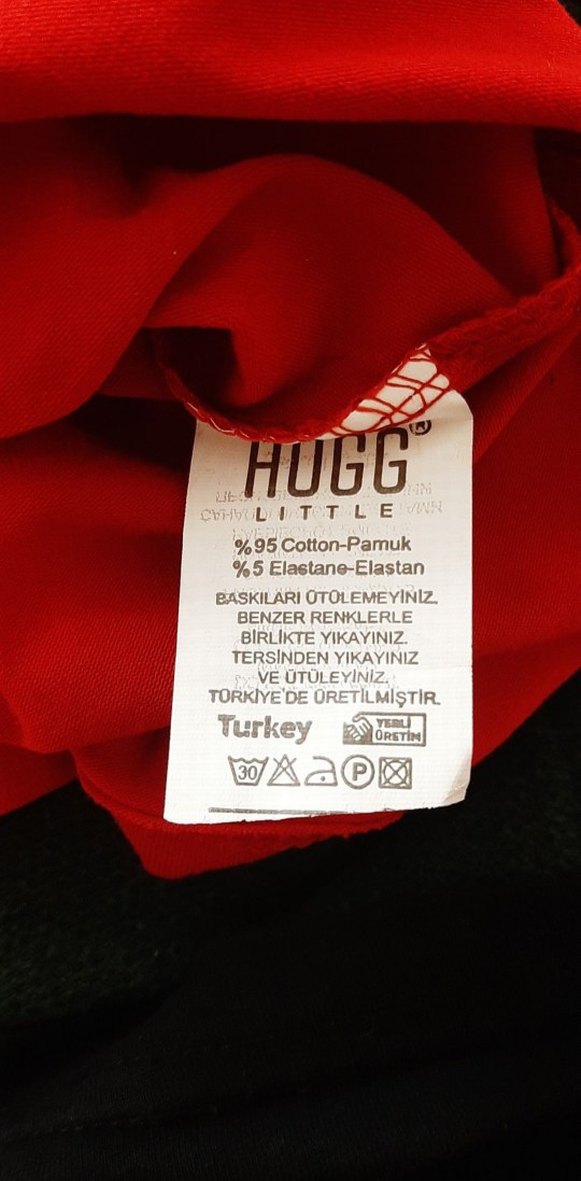 HUGG®
LITTLE
%95 Cotton-Pamuk
%5 Elastane-Elastan
BASKILARI ÜTÜLEMEYİNİZ.
BENZER RENKLERLE
BİRLİKTE YIKAYINIZ.
TERSİNDEN YIKAYINIZ
VE ÜTÜLEYİNİZ.
TÜRKİYE'DE ÜRETİLMİŞTİR.
Turkey YERLİ
ÜRETİM
30 P